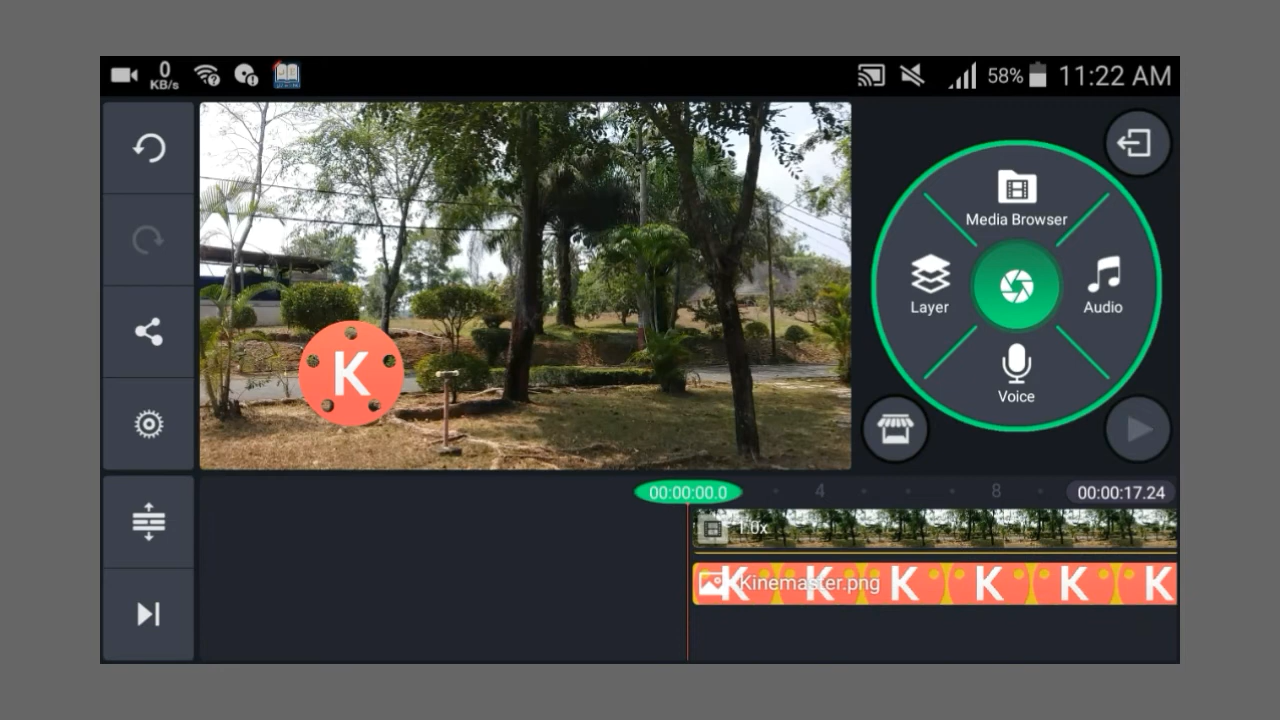 0
KB/s
58%
11:22 AM
Media Browser
Layer
Audio
Voice
K
00:00:00.0
4
8
00:00:17.24
1.0x
Kinemaster.png
K K K K K K